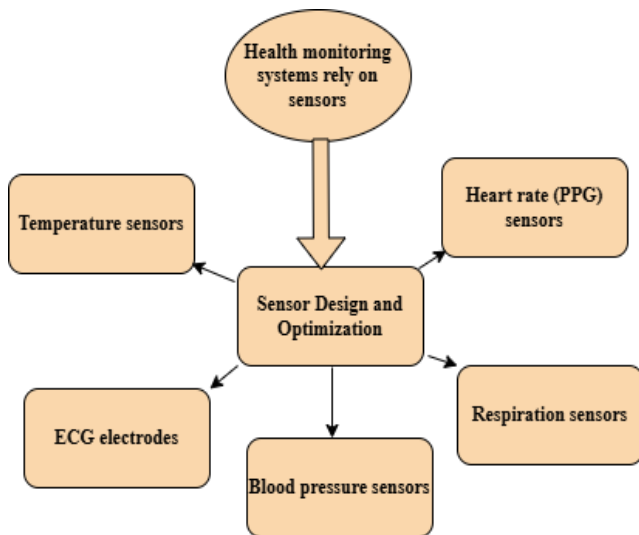 Health monitoring
systems rely on
sensors
Temperature sensors
Heart rate (PPG)
sensors
Sensor Design and
Optimization
ECG electrodes
Respiration sensors
Blood pressure sensors